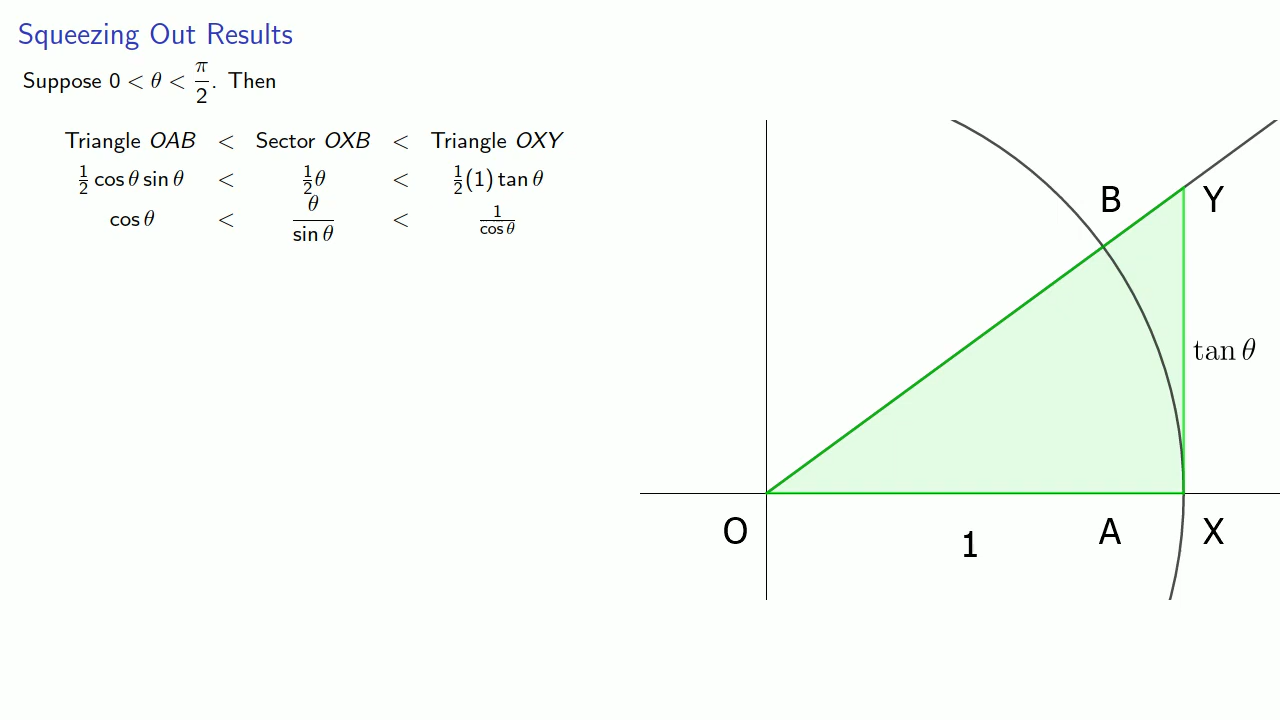 Squeezing Out Results
Suppose 0 < θ < π/2. Then
Triangle OAB < Sector OXB < Triangle OXY
½ cos θ sin θ < ½θ < ½(1) tan θ
cos θ < θ/sin θ < 1/cos θ
B
Y
tan θ
O
1
A
X